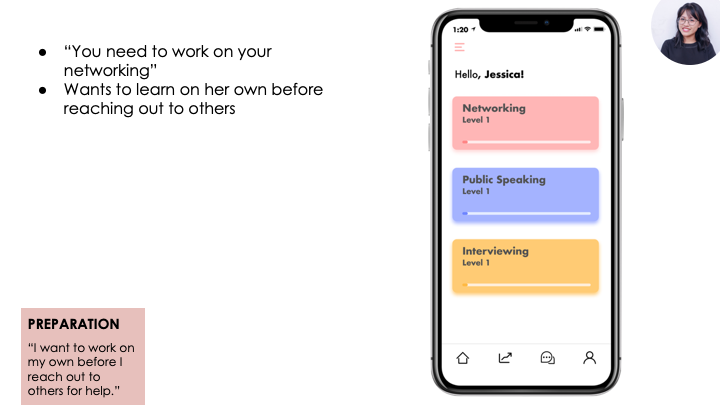 ● “You need to work on your
networking”
● Wants to learn on her own before
reaching out to others
PREPARATION
“I want to work on
my own before I
reach out to
others for help.”
1:20
Hello, Jessica!
Networking
Level 1
Public Speaking
Level 1
Interviewing
Level 1